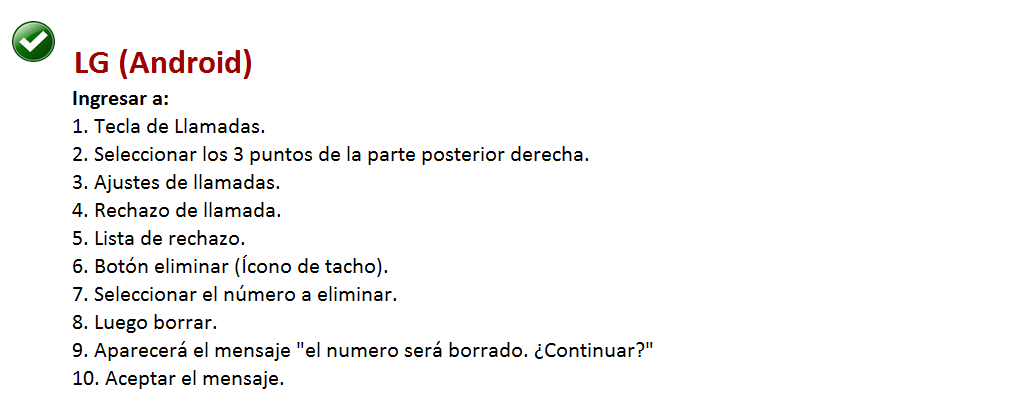 LG (Android)
Ingresar a:
1. Tecla de Llamadas.
2. Seleccionar los 3 puntos de la parte posterior derecha.
3. Ajustes de llamadas.
4. Rechazo de llamada.
5. Lista de rechazo.
6. Botón eliminar (Ícono de tacho).
7. Seleccionar el número a eliminar.
8. Luego borrar.
9. Aparecerá el mensaje "el numero será borrado. ¿Continuar?"
10. Aceptar el mensaje.